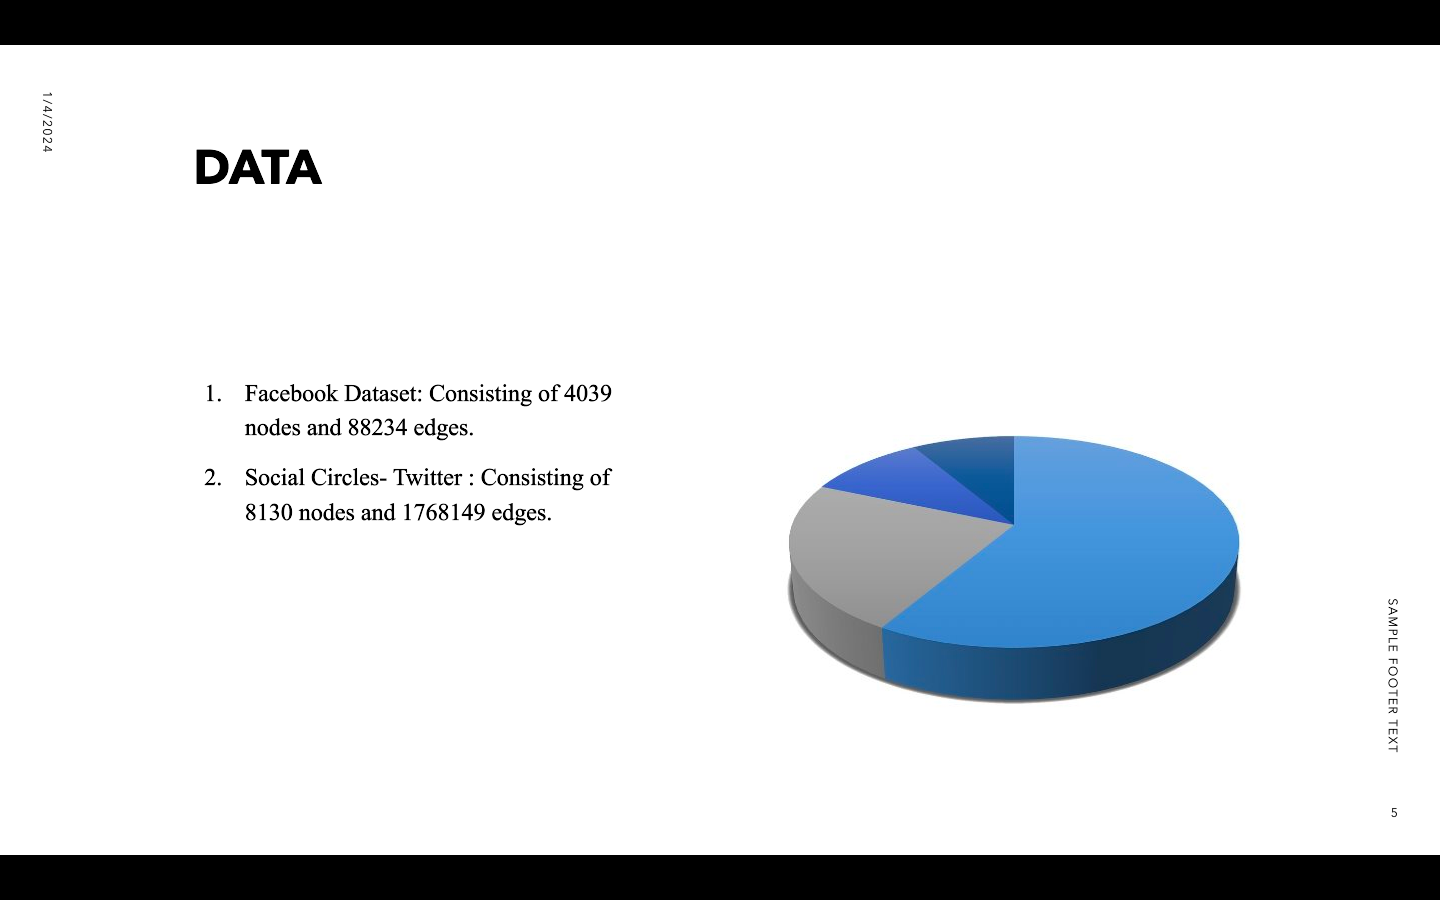 1/4/2024
DATA
1. Facebook Dataset: Consisting of 4039
nodes and 88234 edges.
2. Social Circles- Twitter : Consisting of
8130 nodes and 1768149 edges.
SAMPLE FOOTER TEXT
5